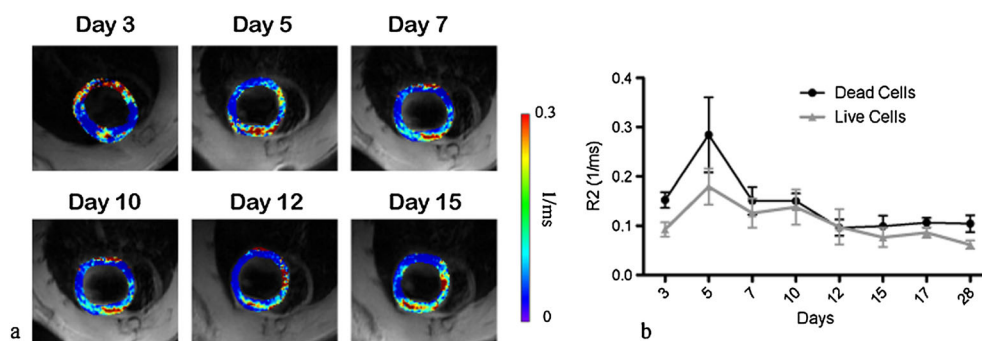 a
Day 3
Day 5
Day 7
Day 10
Day 12
Day 15
0.3
1/ms
0
b
R2 (1/ms)
0.4
0.3
0.2
0.1
0.0
Dead Cells
Live Cells
3
5
7
10
12
15
17
28
Days